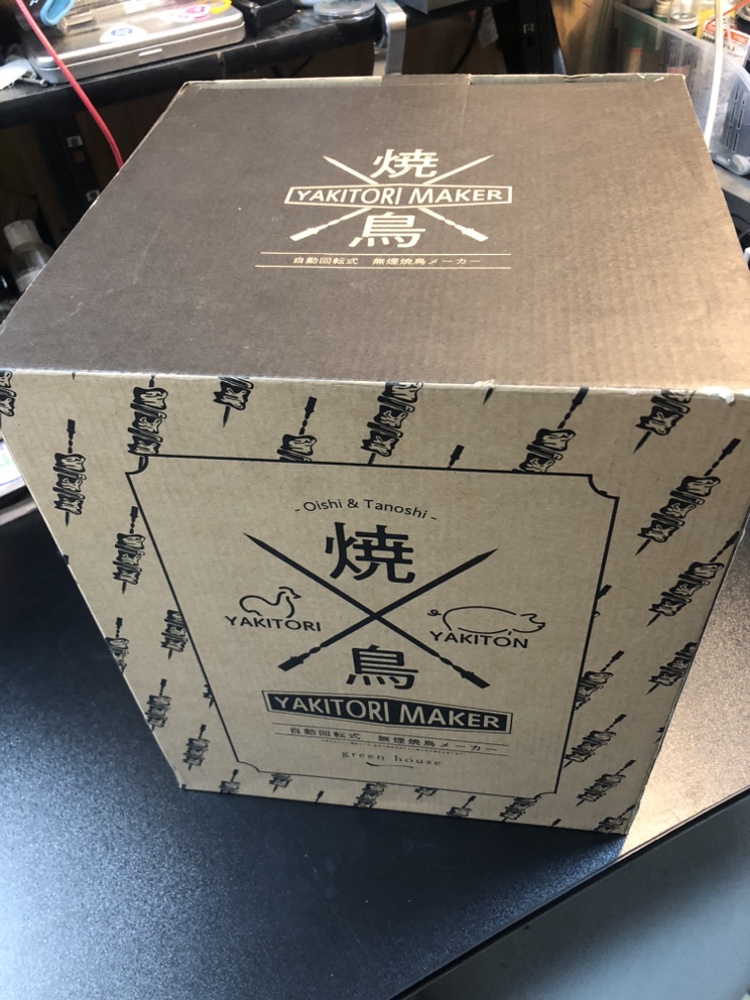 焼
YAKITORI MAKER
鳥
自動回転式 無煙焼鳥メーカー
- Oishi & Tanoshi -
焼
YAKITORI
YAKITON
鳥
YAKITORI MAKER
自動回転式 無煙焼鳥メーカー
green house